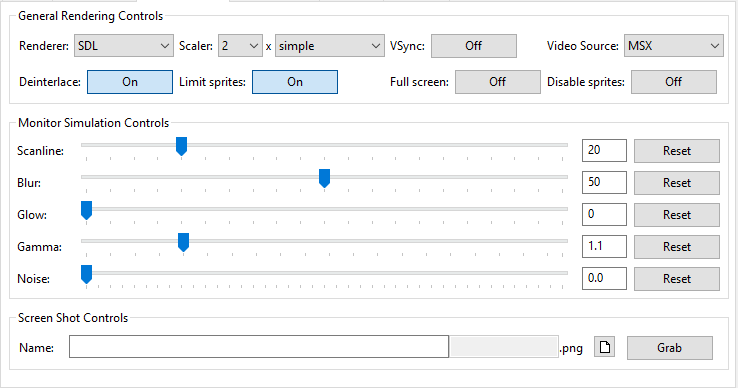 General Rendering Controls
Renderer: SDL Scaler: 2 x simple VSync: Off Video Source: MSX
Deinterlace: On Limit sprites: On Full screen: Off Disable sprites: Off
Monitor Simulation Controls
Scanline: 20 Reset
Blur: 50 Reset
Glow: 0 Reset
Gamma: 1.1 Reset
Noise: 0.0 Reset
Screen Shot Controls
Name: .png Grab